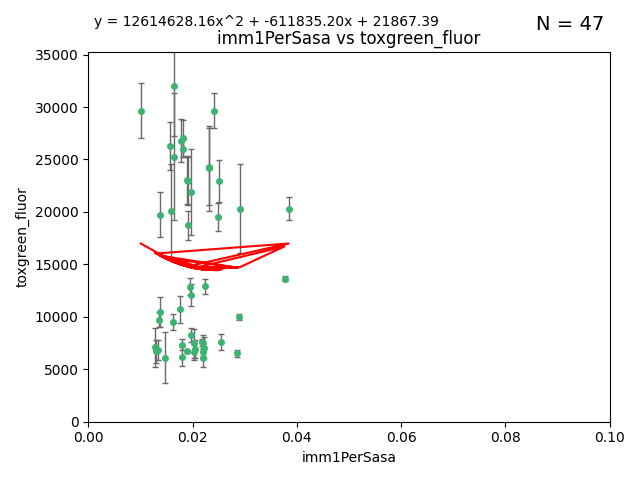 y = 12614628.16x^2 + -611835.20x + 21867.39
N = 47
imm1PerSasa vs toxgreen_fluor
35000
30000
25000
20000
15000
10000
5000
0
toxgreen_fluor
0.00 0.02 0.04 0.06 0.08 0.10
imm1PerSasa